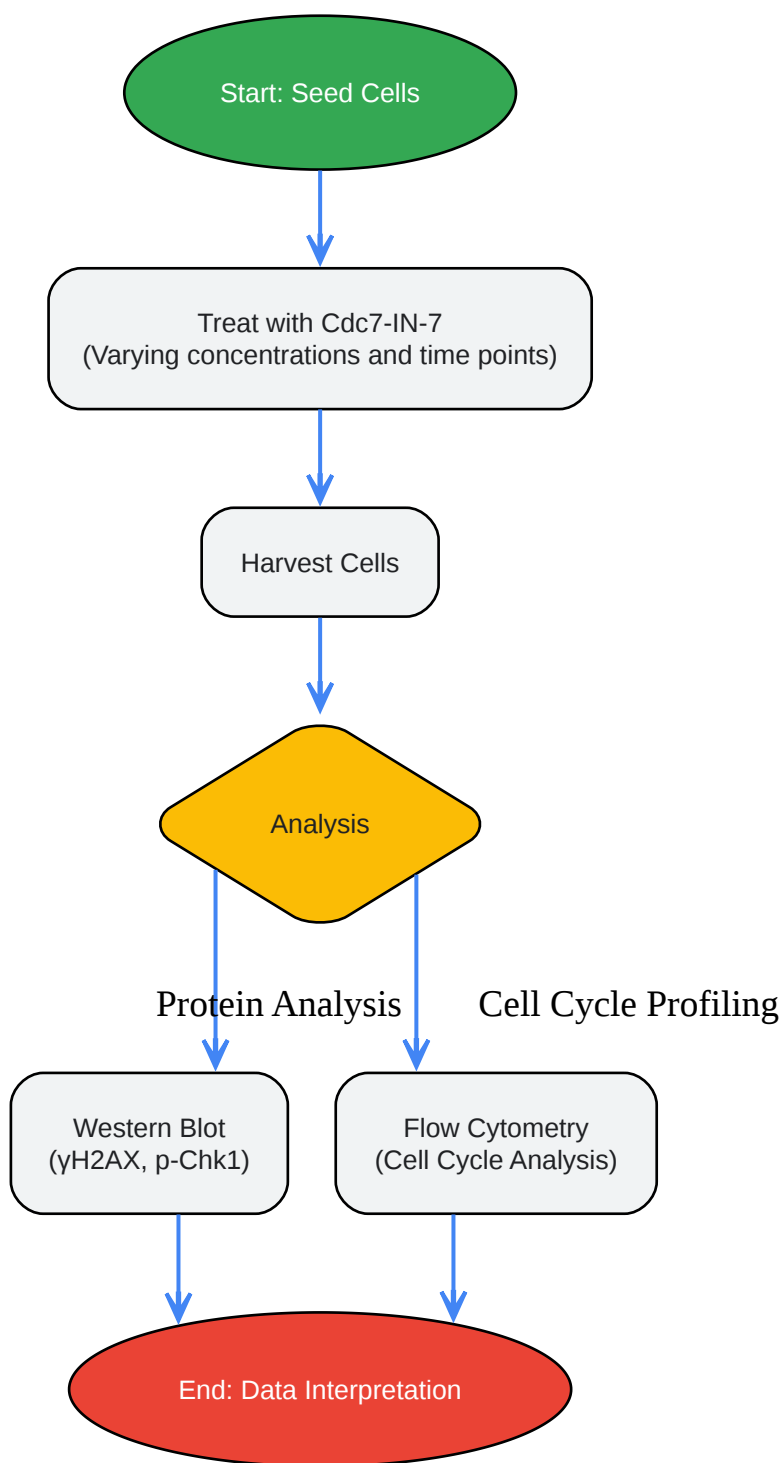 Start: Seed Cells
Treat with Cdc7-IN-7
(Varying concentrations and time points)
Harvest Cells
Analysis
Protein Analysis
Cell Cycle Profiling
Western Blot
(γH2AX, p-Chk1)
Flow Cytometry
(Cell Cycle Analysis)
End: Data Interpretation